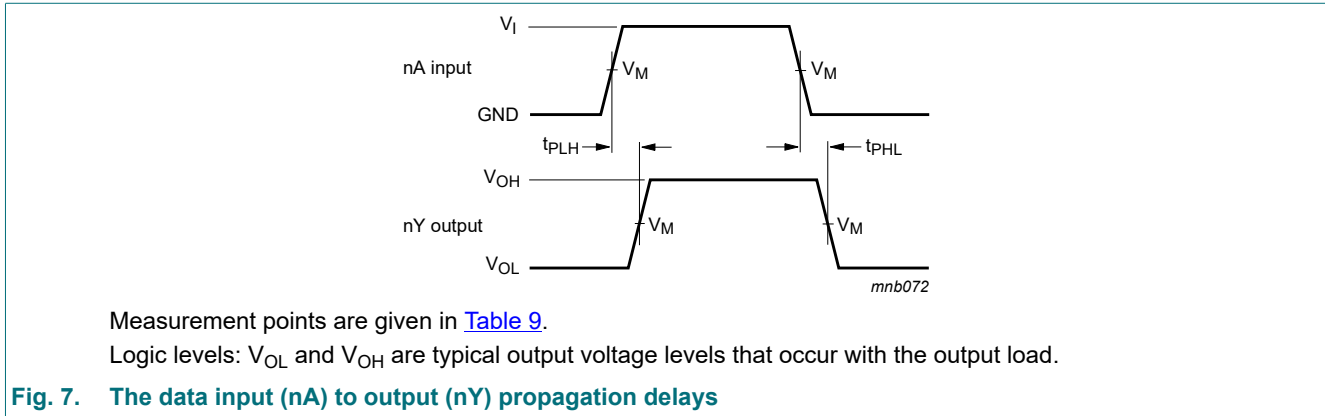 VI
nA input
VM
VM
GND
tPLH
tPHL
VOH
nY output
VM
VM
VOL
mnb072
Measurement points are given in Table 9.
Logic levels: VOL and VOH are typical output voltage levels that occur with the output load.
Fig. 7. The data input (nA) to output (nY) propagation delays